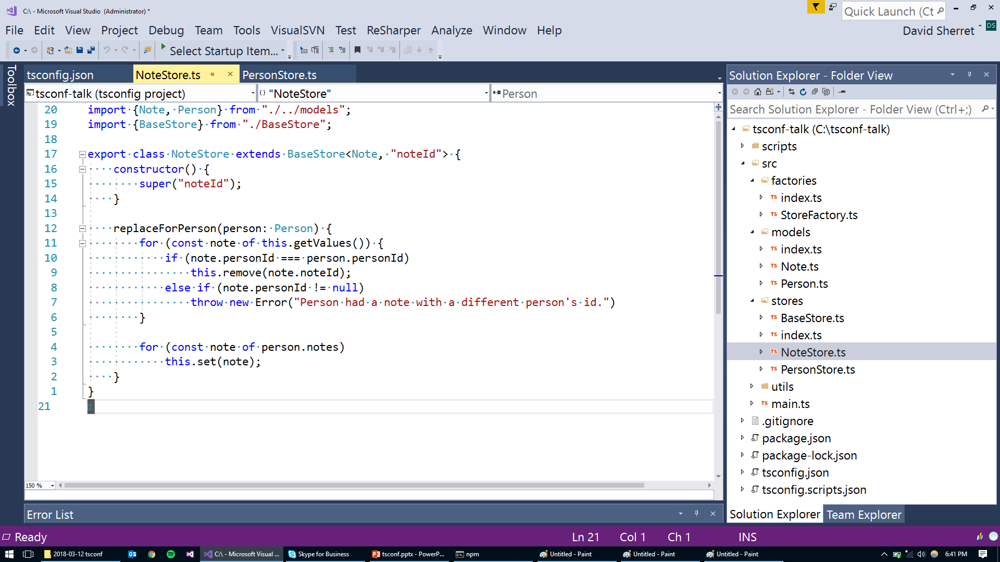 C:\ - Microsoft Visual Studio (Administrator) *
Quick Launch (Ct
File Edit View Project Debug Team Tools VisualSVN Test ReSharper Analyze Window Help
David Sherret DS
Select Startup Item...
Toolbox
tsconfig.json NoteStore.ts PersonStore.ts
tsconf-talk (tsconfig project) "NoteStore" Person
20 import {Note, Person} from "./../models";
19 import {BaseStore} from "./BaseStore";
18
17 export class NoteStore extends BaseStore<Note, "noteId"> {
16 constructor() {
15 super("noteId");
14 }
13
12 replaceForPerson(person: Person) {
11 for (const note of this.getValues()) {
10 if (note.personId === person.personId)
9 this.remove(note.noteId);
8 else if (note.personId != null)
7 throw new Error("Person had a note with a different person's id.")
6 }
5
4 for (const note of person.notes)
3 this.set(note);
2 }
1 }
21
150 %
Error List
Solution Explorer - Folder View
Search Solution Explorer - Folder View (Ctrl+;)
tsconf-talk (C:\tsconf-talk)
scripts
src
factories
TS index.ts
TS StoreFactory.ts
models
TS index.ts
TS Note.ts
TS Person.ts
stores
TS BaseStore.ts
TS index.ts
TS NoteStore.ts
TS PersonStore.ts
utils
TS main.ts
.gitignore
package.json
package-lock.json
tsconfig.json
tsconfig.scripts.json
Solution Explorer Team Explorer
Ready Ln 21 Col 1 Ch 1 INS
2018-03-12 tsconf C:\ - Microsoft Visual ... Skype for Business tsconf.pptx - PowerP... npm Untitled - Paint Untitled - Paint Untitled - Paint 6:41 PM